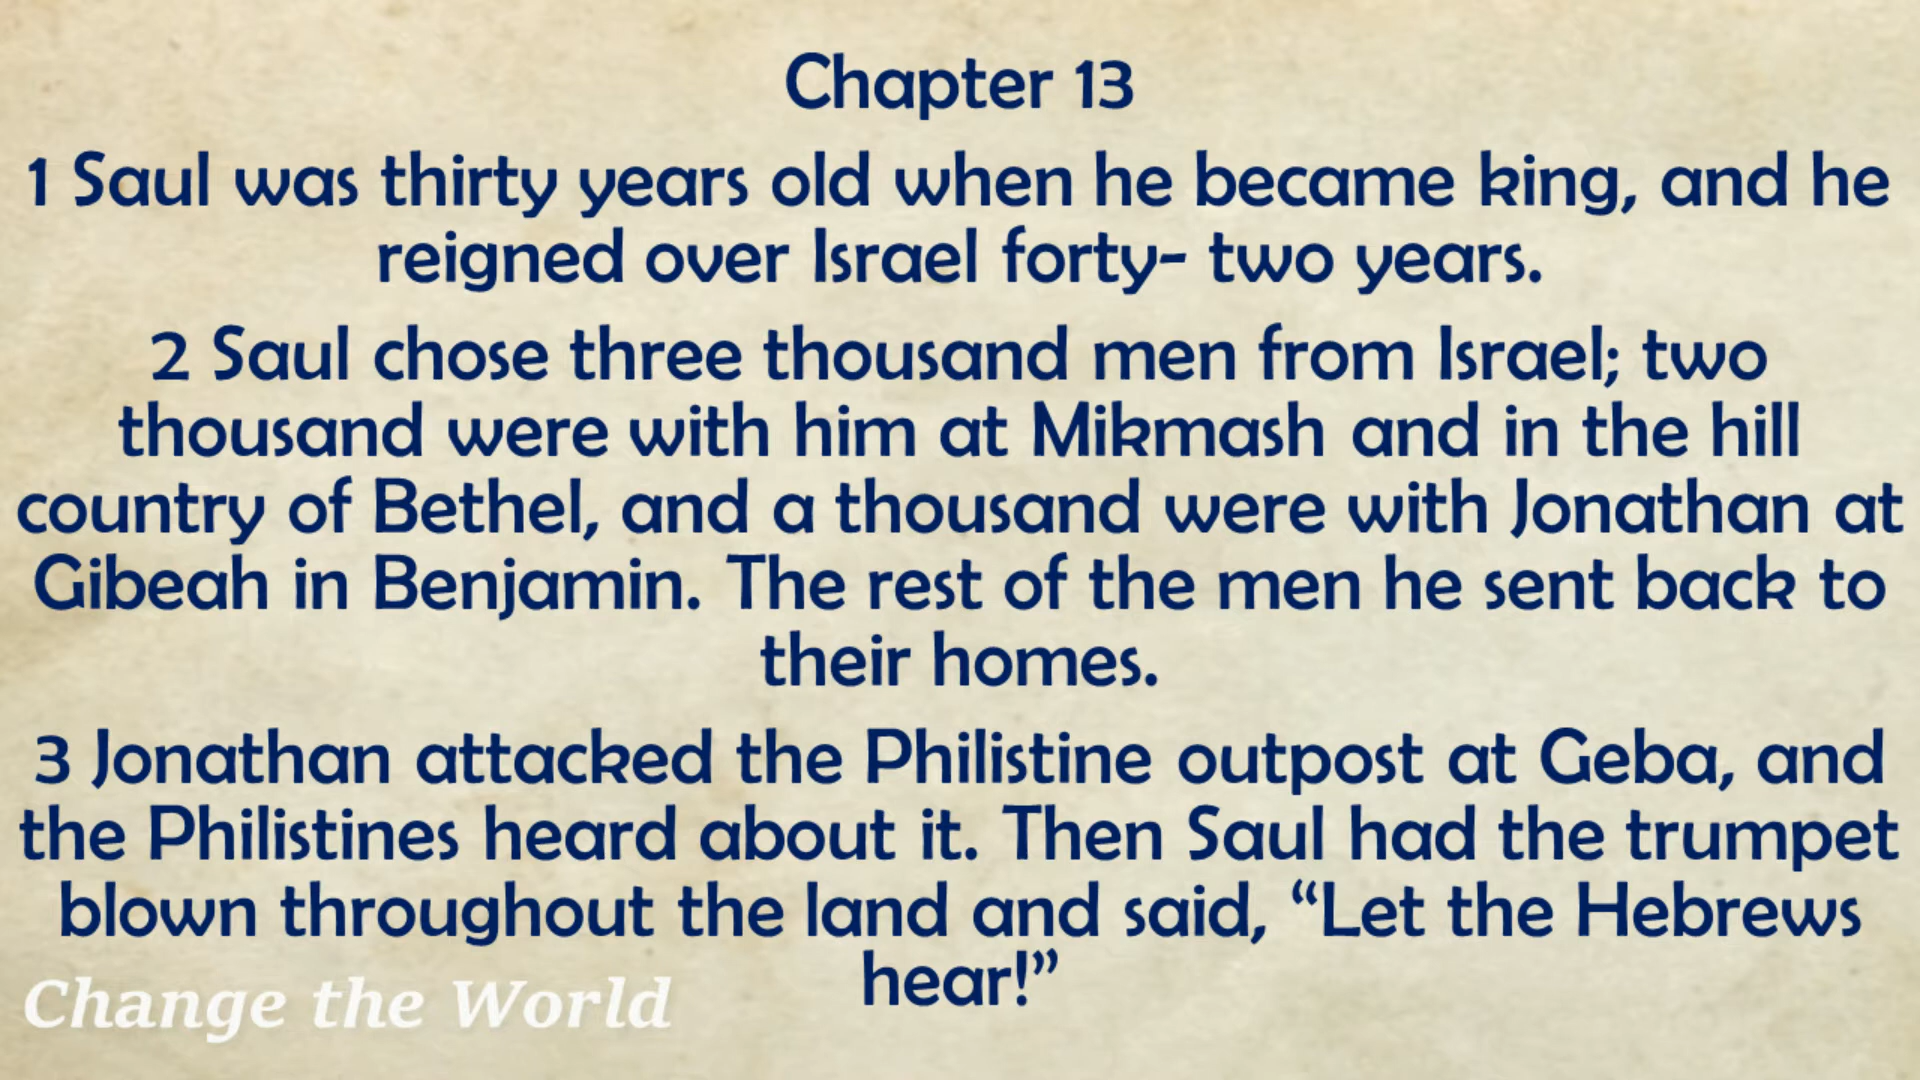 Chapter 13
1 Saul was thirty years old when he became king, and he
reigned over Israel forty- two years.
2 Saul chose three thousand men from Israel; two
thousand were with him at Mikmash and in the hill
country of Bethel, and a thousand were with Jonathan at
Gibeah in Benjamin. The rest of the men he sent back to
their homes.
3 Jonathan attacked the Philistine outpost at Geba, and
the Philistines heard about it. Then Saul had the trumpet
blown throughout the land and said, “Let the Hebrews
hear!”
Change the World